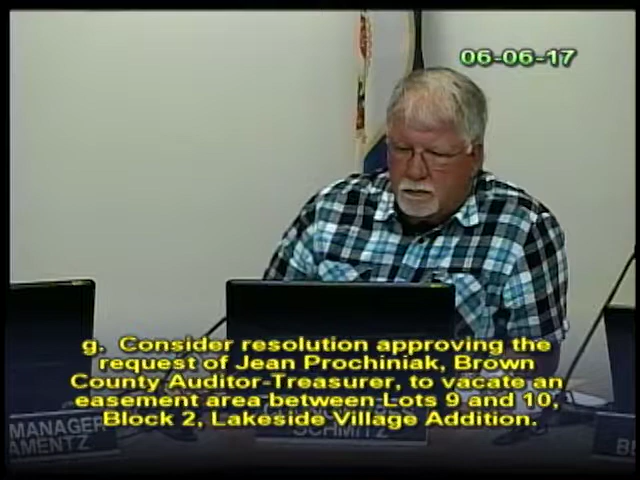 06-06-17
g. Consider resolution approving the
request of Jean Prochiniak, Brown
County Auditor-Treasurer, to vacate an
easement area between Lots 9 and 10,
Block 2, Lakeside Village Addition.
MANAGER
AMENTZ
SCHMITZ